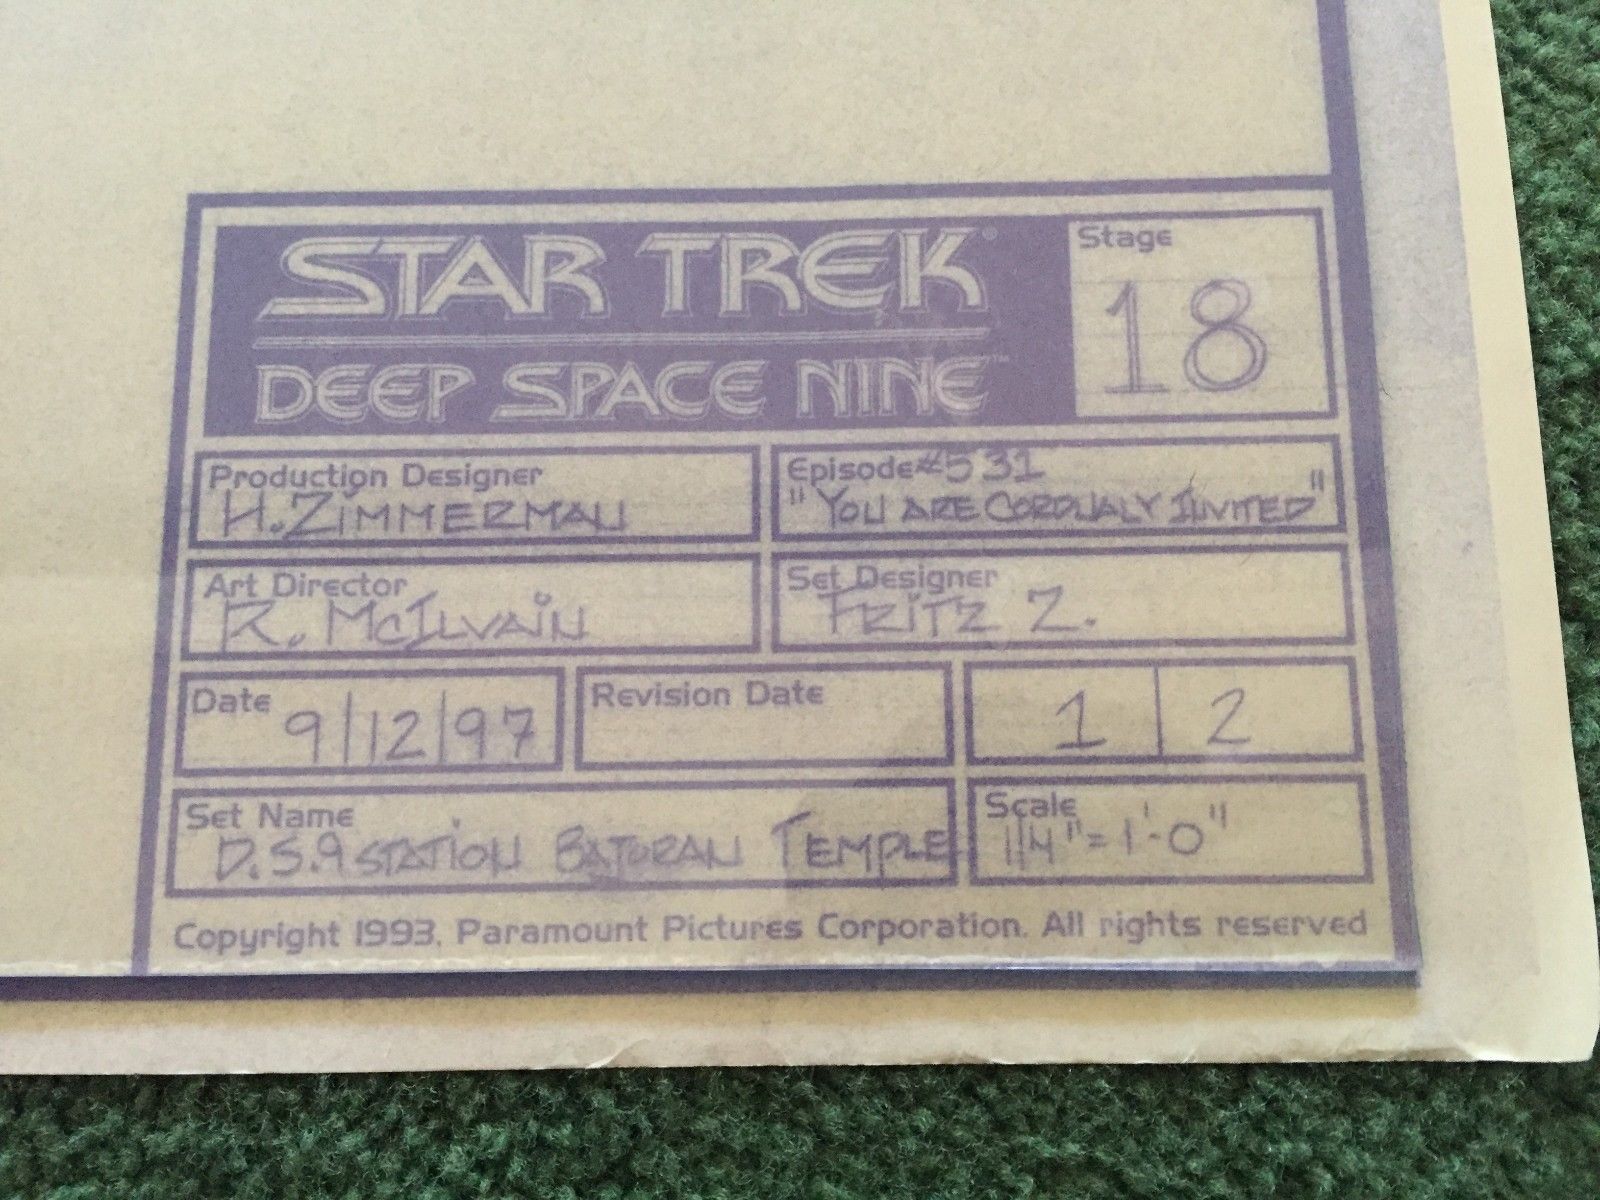 STAR TREK®
DEEP SPACE NINE™
Stage
18
Production Designer
H. ZIMMERMAN
Episode #531
"YOU ARE CORDIALY INVITED"
Art Director
R. McILVAIN
Set Designer
FRITZ Z.
Date
9/12/97
Revision Date
1 | 2
Set Name
D.S.9 STATION BAJORAN TEMPLE
Scale
1/4" = 1'-0"
Copyright 1993, Paramount Pictures Corporation. All rights reserved